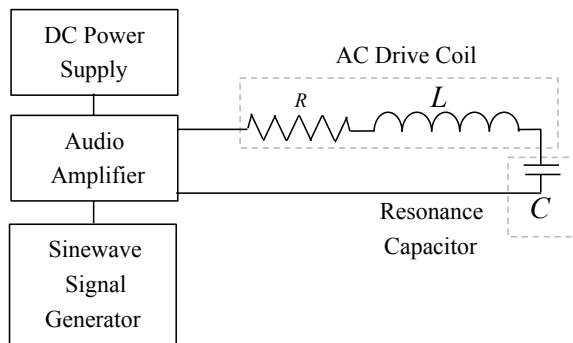 DC Power
Supply
AC Drive Coil
R
L
Audio
Amplifier
C
Resonance
Capacitor
Sinewave
Signal
Generator